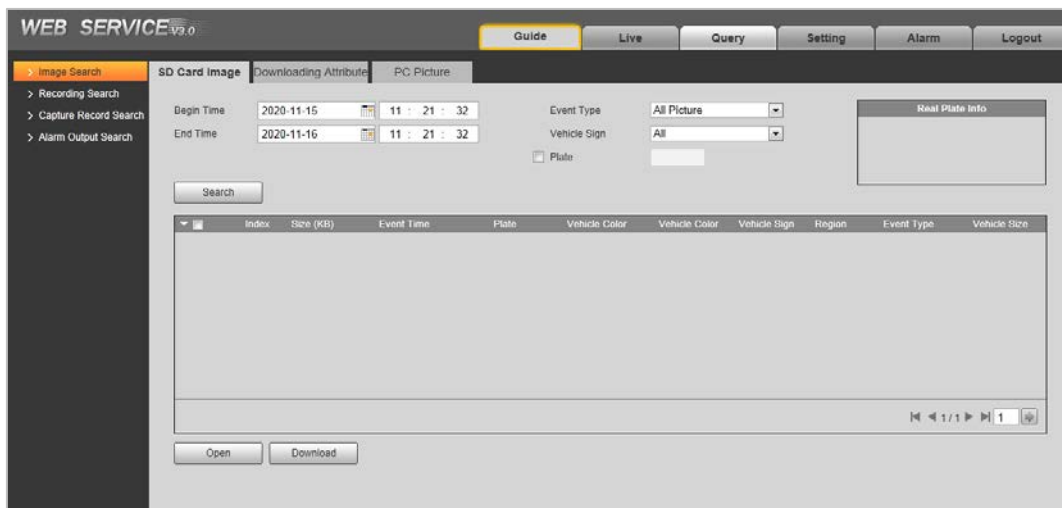 WEB SERVICE V3.0
Guide Live Query Setting Alarm Logout
> Image Search
> Recording Search
> Capture Record Search
> Alarm Output Search
SD Card Image Downloading Attribute PC Picture
Begin Time 2020-11-15 11 : 21 : 32 Event Type All Picture
End Time 2020-11-16 11 : 21 : 32 Vehicle Sign All
Plate
Real Plate Info
Search
Index Size (KB) Event Time Plate Vehicle Color Vehicle Color Vehicle Sign Region Event Type Vehicle Size
1 / 1 1
Open Download